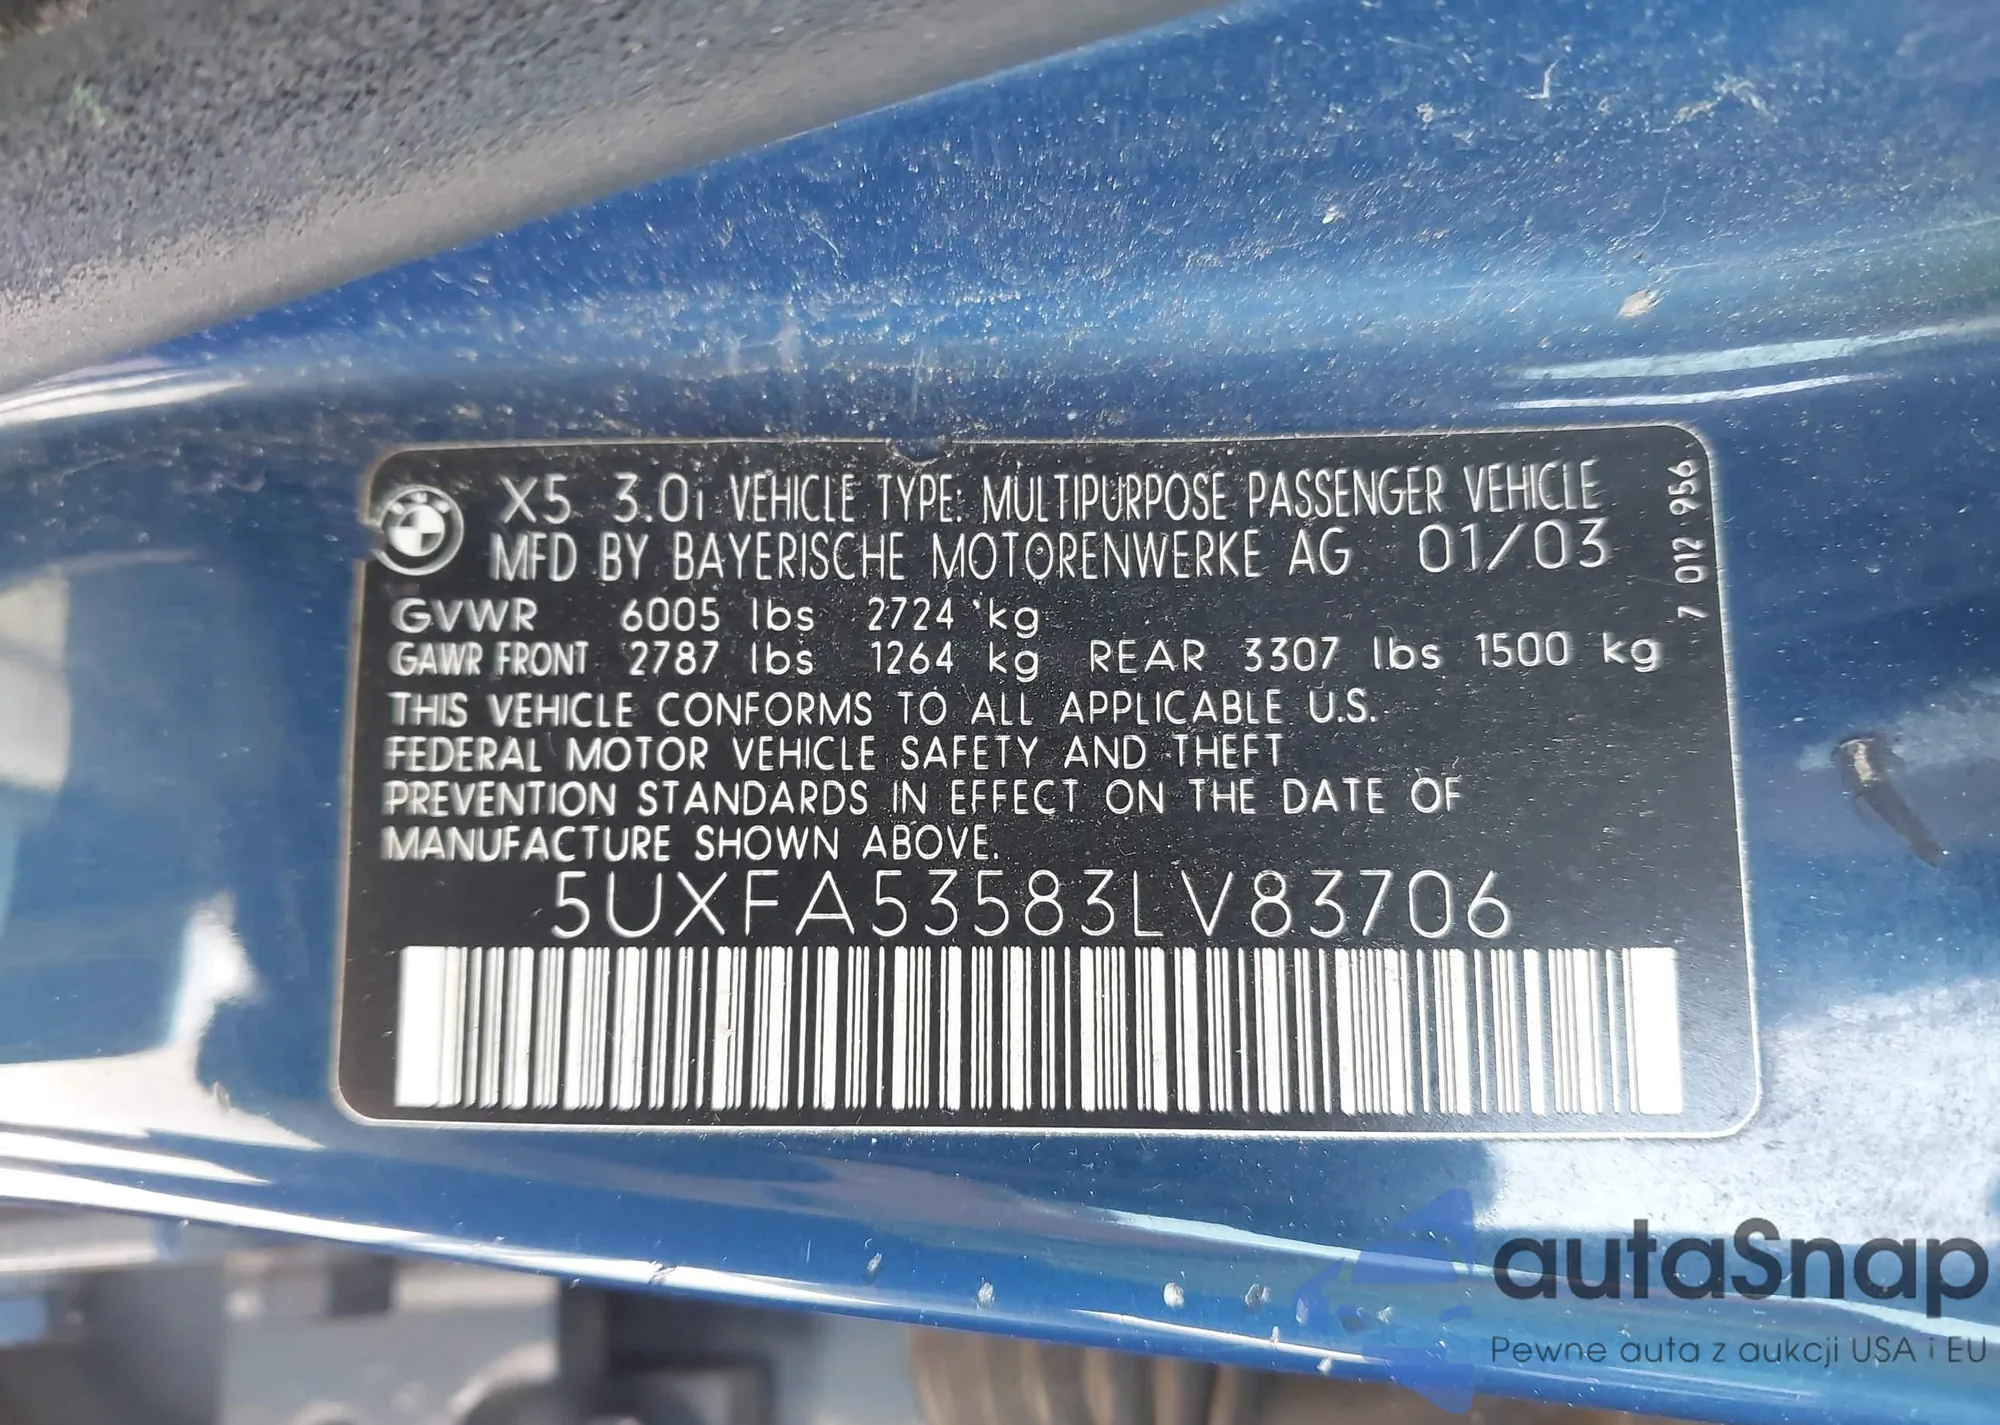 X5 3.0i VEHICLE TYPE: MULTIPURPOSE PASSENGER VEHICLE
MFD BY BAYERISCHE MOTORENWERKE AG 01/03
7 012 956
GVWR 6005 lbs 2724 kg
GAWR FRONT 2787 lbs 1264 kg REAR 3307 lbs 1500 kg
THIS VEHICLE CONFORMS TO ALL APPLICABLE U.S.
FEDERAL MOTOR VEHICLE SAFETY AND THEFT
PREVENTION STANDARDS IN EFFECT ON THE DATE OF
MANUFACTURE SHOWN ABOVE.
5UXFA53583LV83706
autaSnap
Pewne auta z aukcji USA i EU